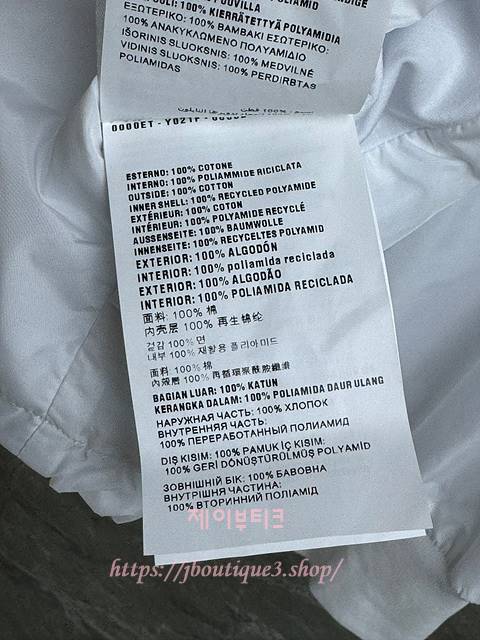 100% KIERRÄTETTYÄ POLYAMIDIA
ΕΞΩΤΕΡΙΚΟ: 100% ΒΑΜΒΑΚΙ ΕΣΩΤΕΡΙΚΟ:
100% ΑΝΑΚΥΚΛΩΜΕΝΟ ΠΟΛΥΑΜΙΔΙΟ
IŠORINIS SLUOKSNIS: 100% MEDVILNĖ
VIDINIS SLUOKSNIS: 100% PERDIRBTAS
POLIAMIDAS
ESTERNO: 100% COTONE
INTERNO: 100% POLIAMMIDE RICICLATA
OUTSIDE: 100% COTTON
INNER SHELL: 100% RECYCLED POLYAMIDE
EXTÉRIEUR: 100% COTON
INTÉRIEUR: 100% POLYAMIDE RECYCLÉ
AUSSENSEITE: 100% BAUMWOLLE
INNENSEITE: 100% RECYCELTES POLYAMID
EXTERIOR: 100% ALGODÓN
INTERIOR: 100% poliamida reciclada
EXTERIOR: 100% ALGODÃO
INTERIOR: 100% POLIAMIDA RECICLADA
面料: 100% 棉
内壳层 100% 再生锦纶
겉감 100% 면
내부 100% 재활용 폴리아미드
面料: 100% 棉
內殼層 100% 再循環聚酰胺纖維
BAGIAN LUAR: 100% KATUN
KERANGKA DALAM: 100% POLIAMIDA DAUR ULANG
НАРУЖНАЯ ЧАСТЬ: 100% ХЛОПОК
ВНУТРЕННЯЯ ЧАСТЬ:
100% ПЕРЕРАБОТАННЫЙ ПОЛИАМИД
DIŞ KISIM: 100% PAMUK İÇ KISIM:
100% GERİ DÖNÜŞTÜRÜLMÜŞ POLYAMİD
ЗОВНІШНІЙ БІК: 100% БАВОВНА
ВНУТРІШНЯ ЧАСТИНА:
100% ВТОРИННИЙ ПОЛІАМІД
제이부티크
https://jboutique3.shop/